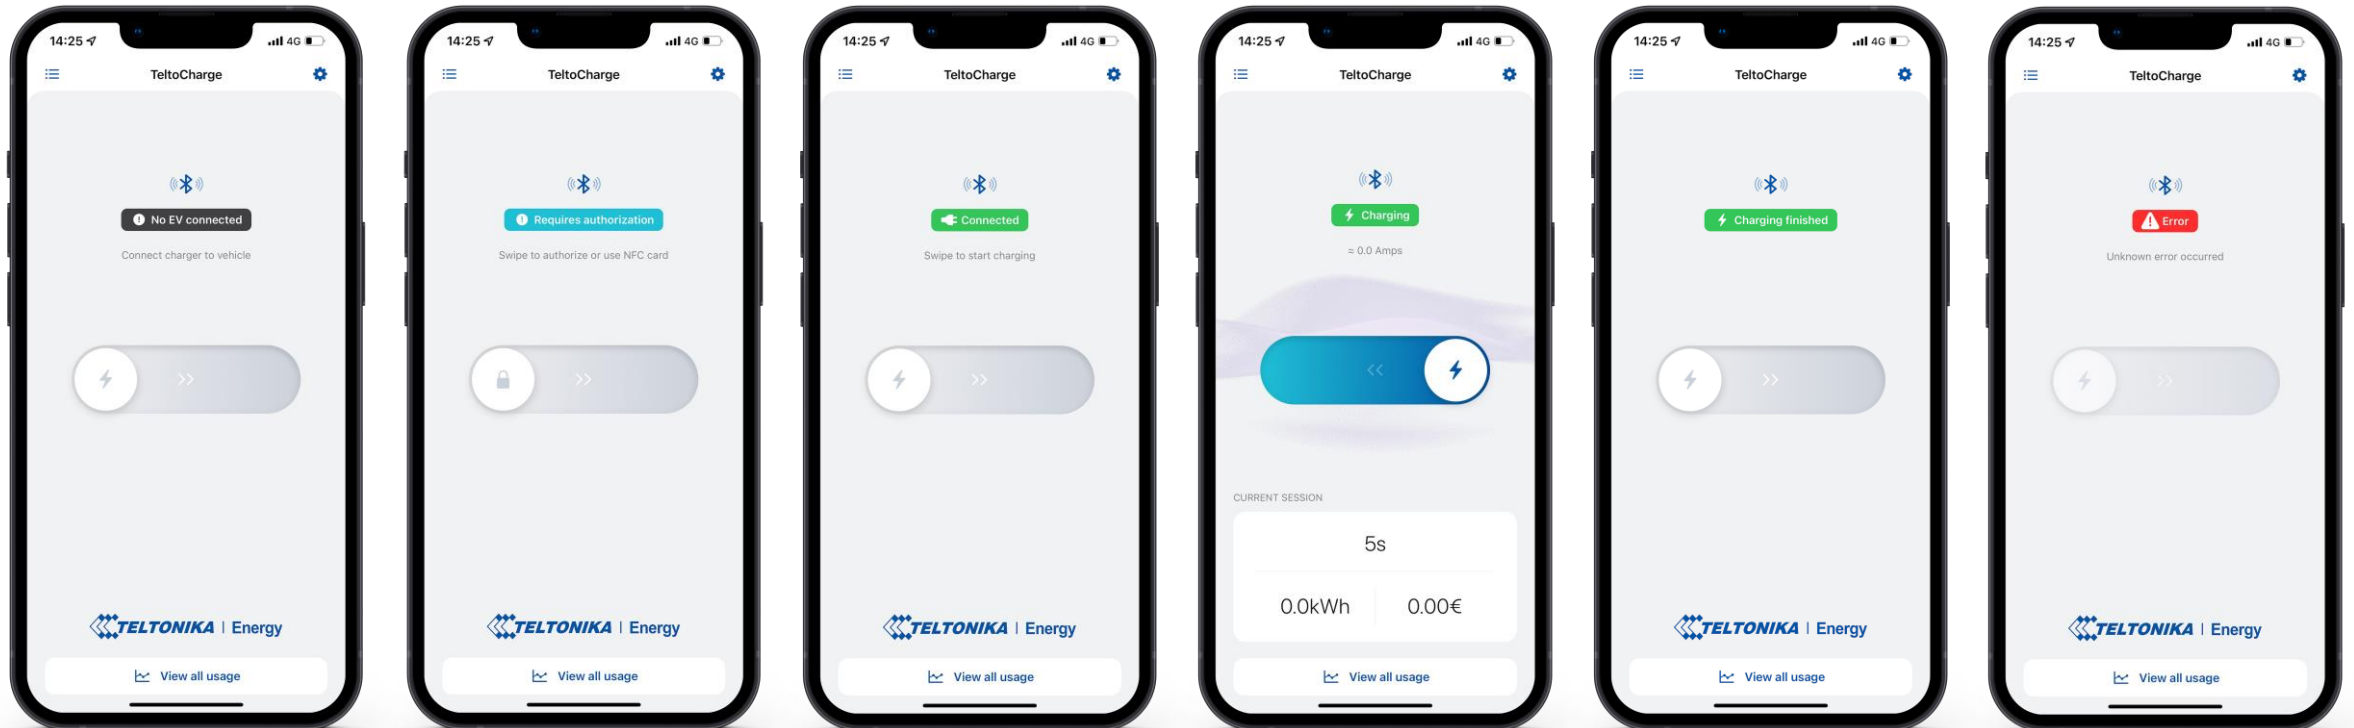 14:25
4G
TeltoCharge
No EV connected
Connect charger to vehicle
TELTONIKA | Energy
View all usage
14:25
4G
TeltoCharge
Requires authorization
Swipe to authorize or use NFC card
TELTONIKA | Energy
View all usage
14:25
4G
TeltoCharge
Connected
Swipe to start charging
TELTONIKA | Energy
View all usage
14:25
4G
TeltoCharge
Charging
≈ 0.0 Amps
CURRENT SESSION
5s
0.0kWh
0.00€
View all usage
14:25
4G
TeltoCharge
Charging finished
TELTONIKA | Energy
View all usage
14:25
4G
TeltoCharge
Error
Unknown error occurred
TELTONIKA | Energy
View all usage